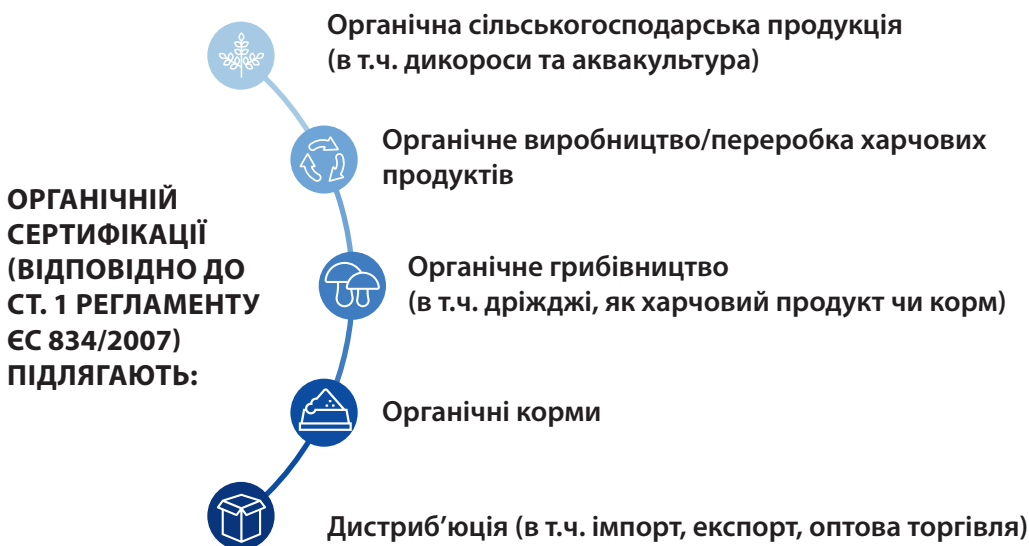 ОРГАНІЧНІЙ
СЕРТИФІКАЦІЇ
(ВІДПОВІДНО ДО
СТ. 1 РЕГЛАМЕНТУ
ЄС 834/2007)
ПІДЛЯГАЮТЬ:
Органічна сільськогосподарська продукція
(в т.ч. дикороси та аквакультура)
Органічне виробництво/переробка харчових
продуктів
Органічне грибівництво
(в т.ч. дріжджі, як харчовий продукт чи корм)
Органічні корми
Дистриб’юція (в т.ч. імпорт, експорт, оптова торгівля)